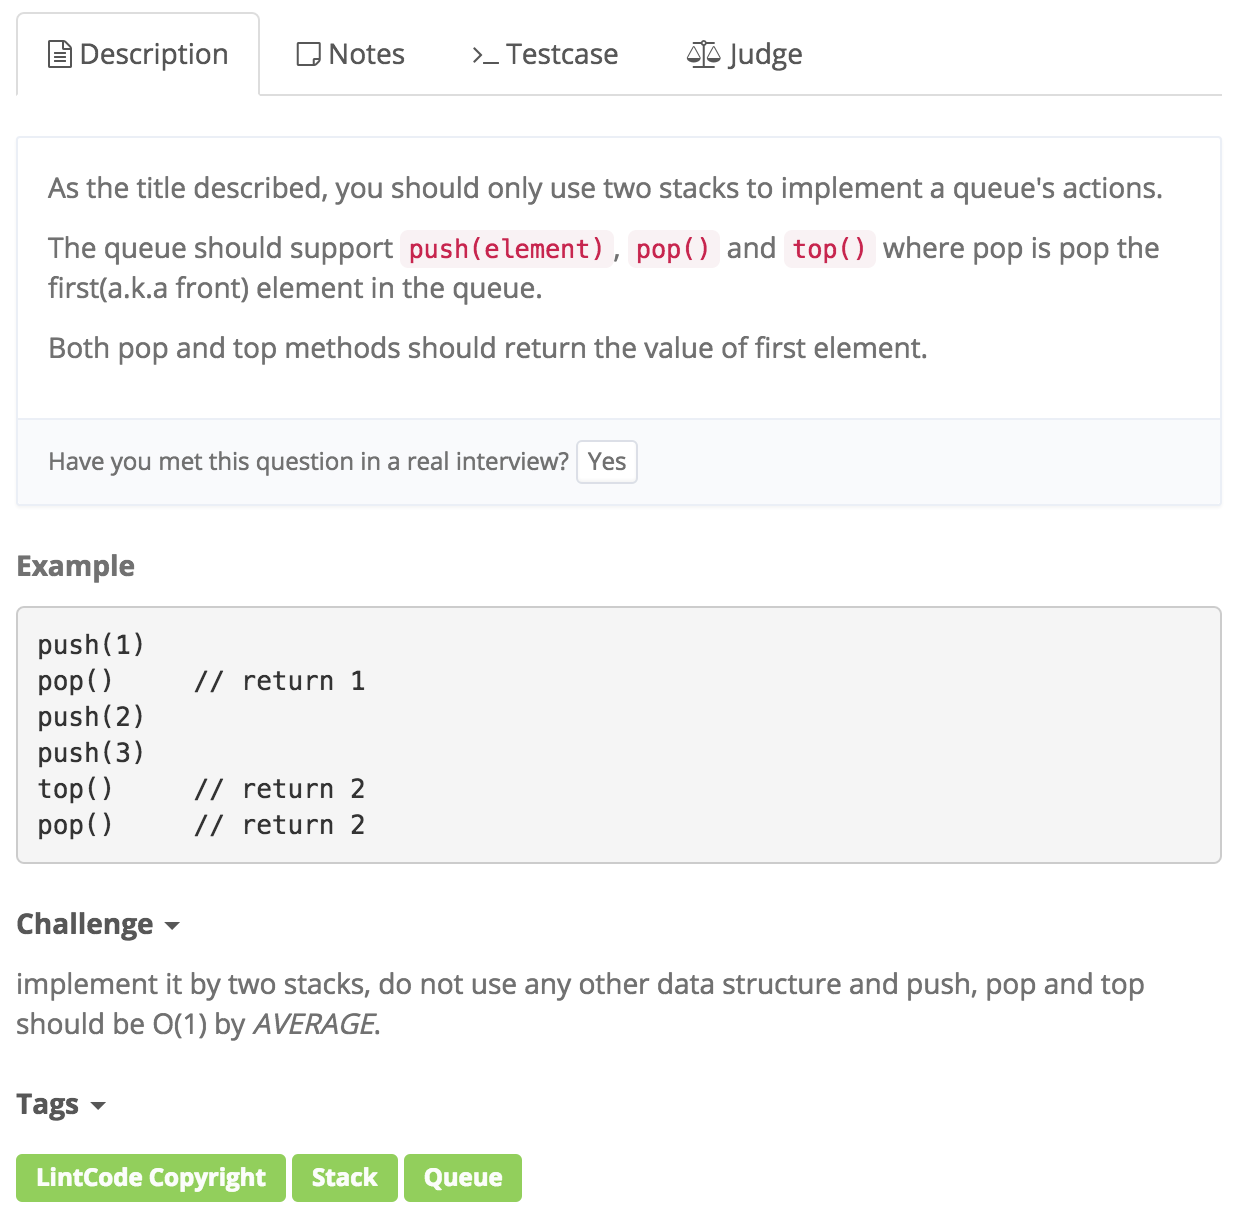 Description Notes >_ Testcase Judge
As the title described, you should only use two stacks to implement a queue's actions.
The queue should support push(element), pop() and top() where pop is pop the
first(a.k.a front) element in the queue.
Both pop and top methods should return the value of first element.
Have you met this question in a real interview? Yes
Example
push(1)
pop()     // return 1
push(2)
push(3)
top()     // return 2
pop()     // return 2
Challenge
implement it by two stacks, do not use any other data structure and push, pop and top
should be O(1) by AVERAGE.
Tags
LintCode Copyright Stack Queue